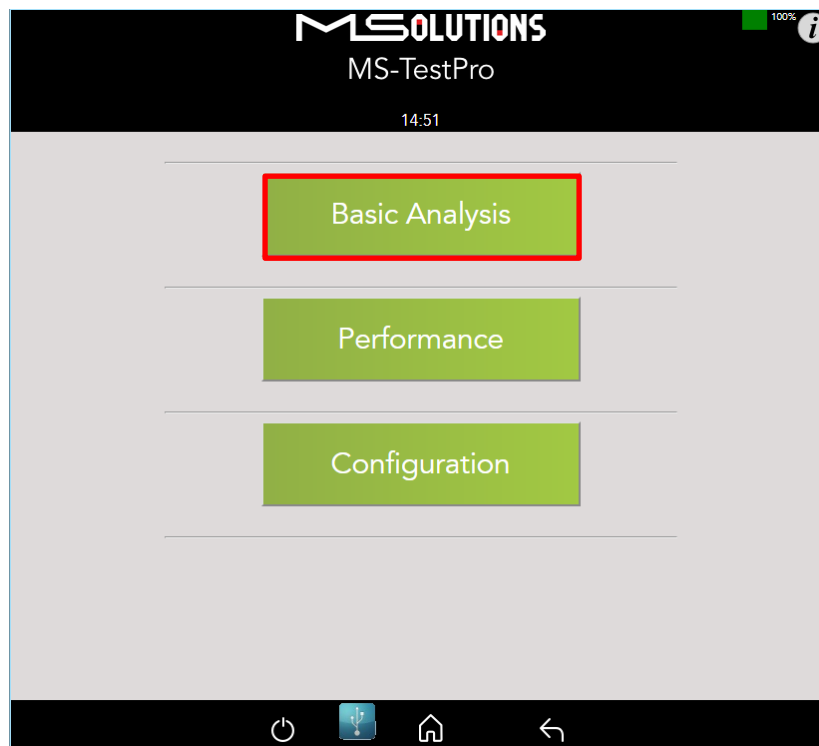 MSOLUTIONS
100%
i
MS-TestPro
14:51
Basic Analysis
Performance
Configuration